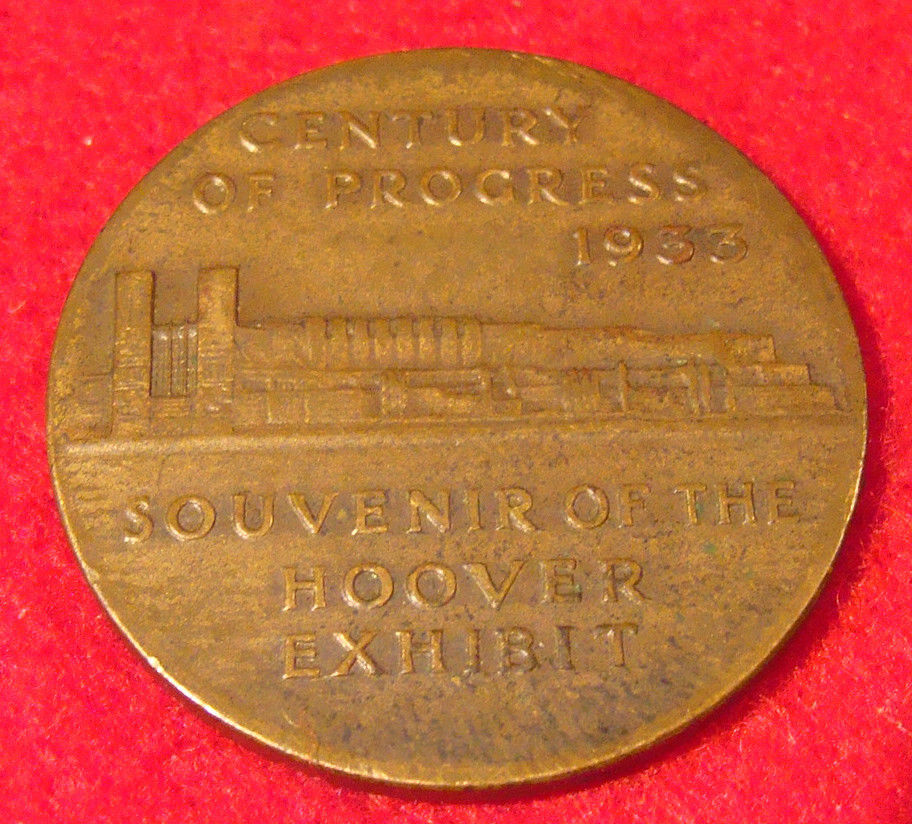 CENTURY
OF PROGRESS
1933
SOUVENIR OF THE
HOOVER
EXHIBIT